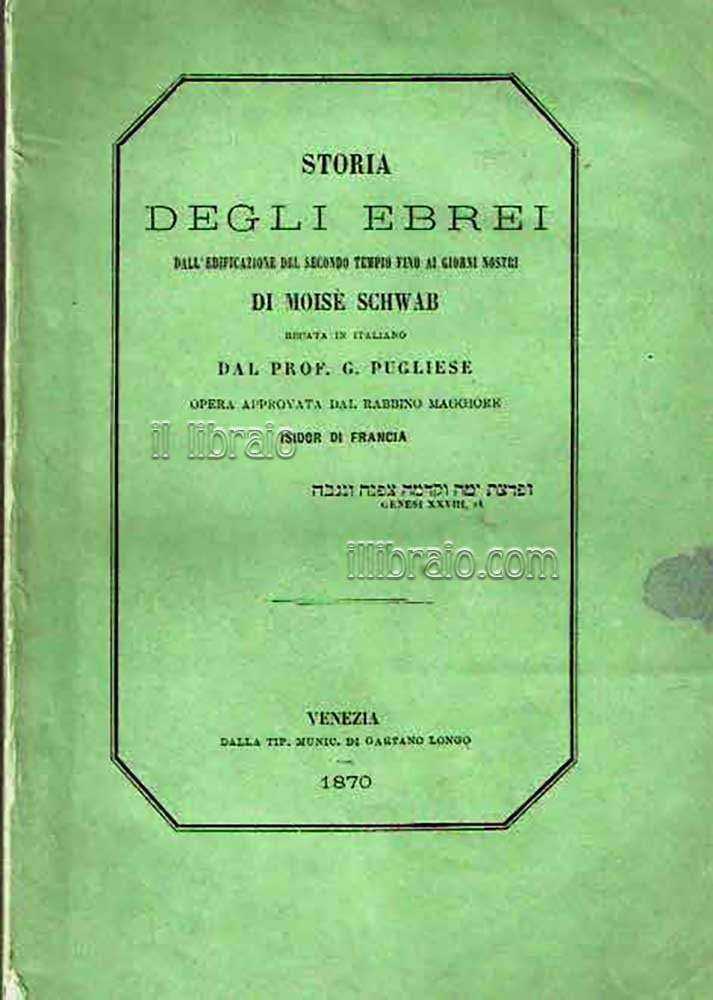 STORIA
DEGLI EBREI
DALL'EDIFICAZIONE DEL SECONDO TEMPIO FINO AI GIORNI NOSTRI
DI MOISÈ SCHWAB
RECATA IN ITALIANO
DAL PROF. G. PUGLIESE
OPERA APPROVATA DAL RABBINO MAGGIORE
il libraio
ISIDOR DI FRANCIA
ופרצת ימה וקדמה צפנה ונגבה
GENESI XXVIII,
illibraio.com
VENEZIA
DALLA TIP. MUNIC. DI GAETANO LONGO
1870